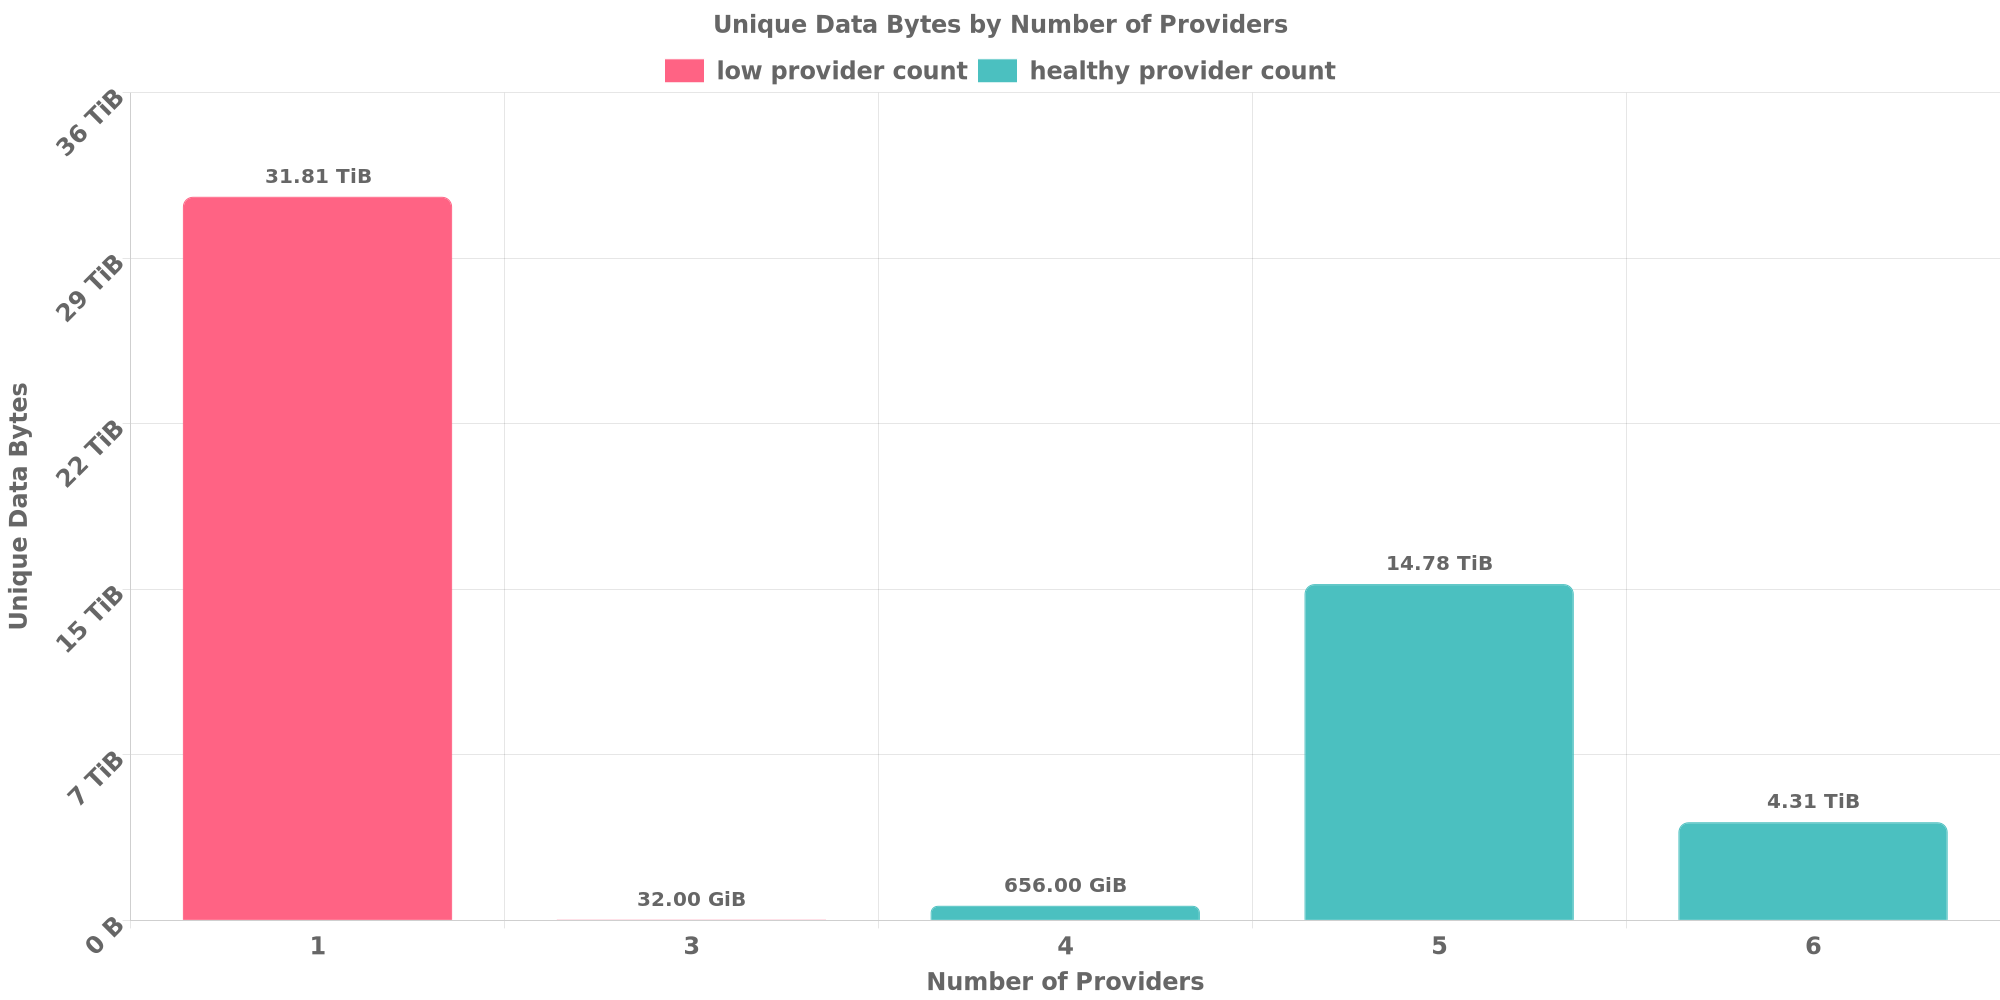 Unique Data Bytes by Number of Providers
low provider count
healthy provider count
36 TiB
29 TiB
22 TiB
15 TiB
7 TiB
0 B
Unique Data Bytes
31.81 TiB
32.00 GiB
656.00 GiB
14.78 TiB
4.31 TiB
1
3
4
5
6
Number of Providers